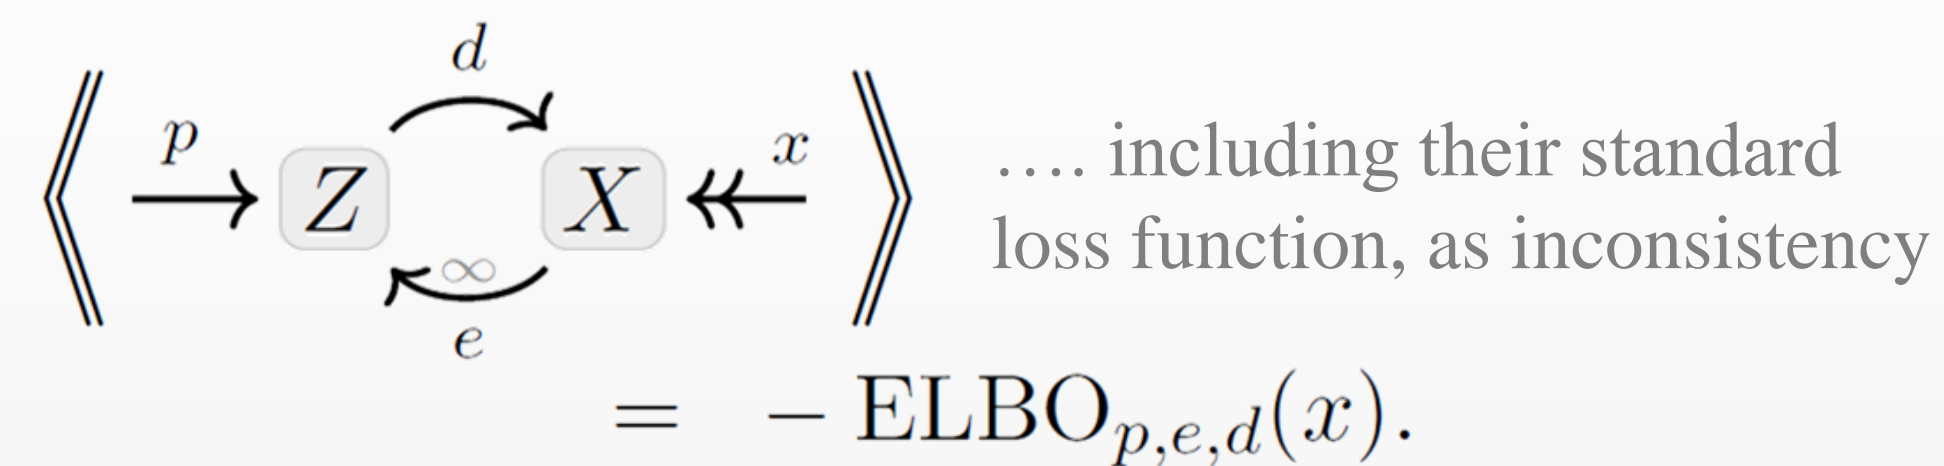 d
p
Z
X
x
∞
e
…. including their standard
loss function, as inconsistency
= − ELBO_{p,e,d}(x).